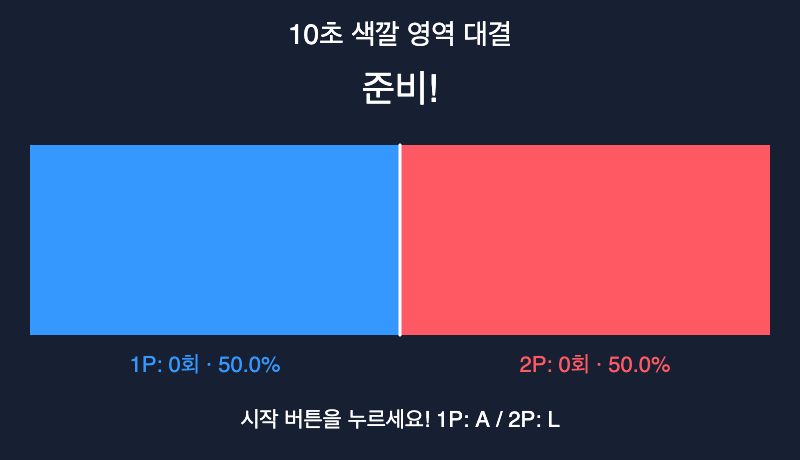 10초 색깔 영역 대결
준비!
1P: 0회 · 50.0%
2P: 0회 · 50.0%
시작 버튼을 누르세요! 1P: A / 2P: L